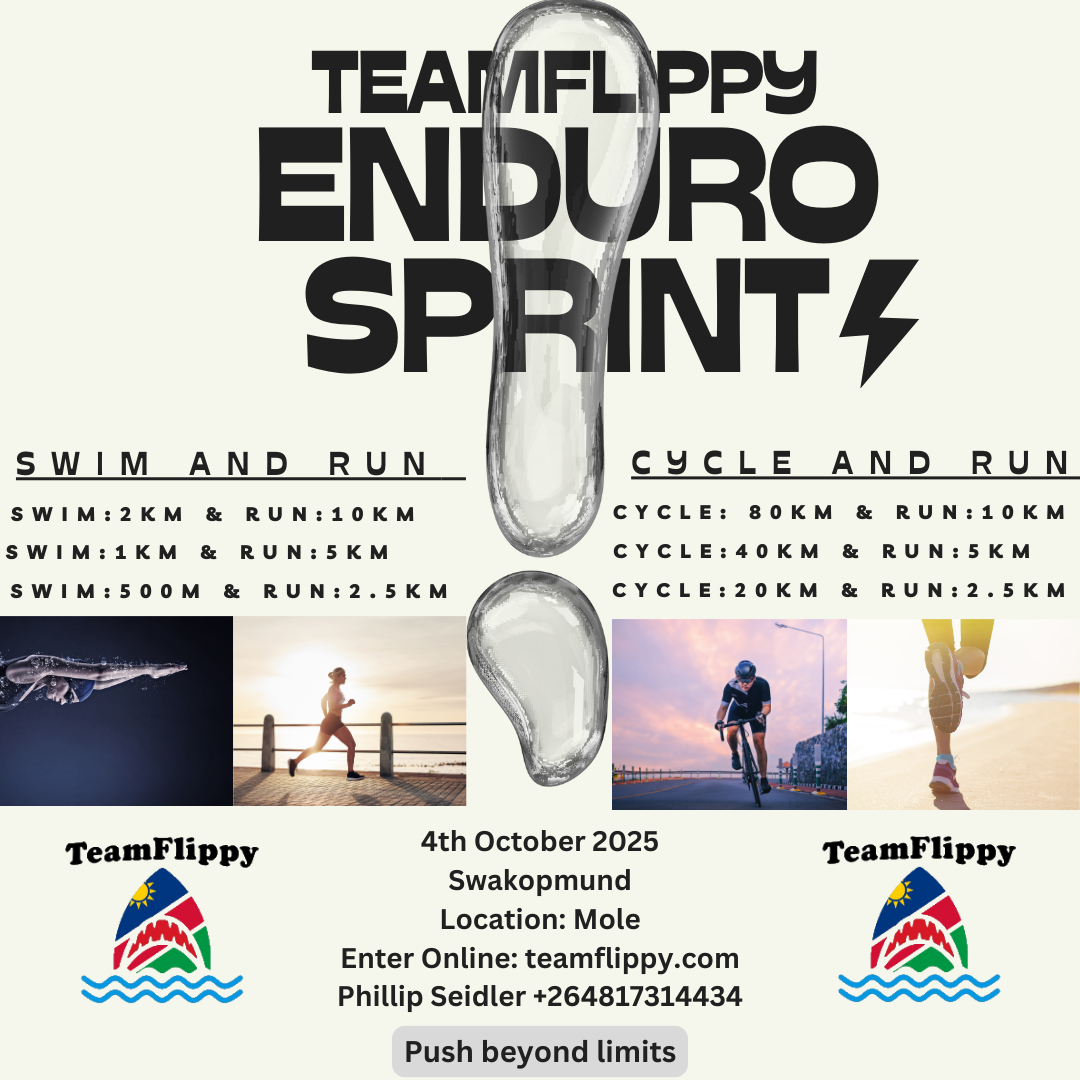 TEAMFLIPPY
ENDURO
SPRINT
SWIM AND RUN
SWIM:2KM & RUN:10KM
SWIM:1KM & RUN:5KM
SWIM:500M & RUN:2.5KM
CYCLE AND RUN
CYCLE: 80KM & RUN:10KM
CYCLE:40KM & RUN:5KM
CYCLE:20KM & RUN:2.5KM
TeamFlippy
4th October 2025
Swakopmund
Location: Mole
Enter Online: teamflippy.com
Phillip Seidler +264817314434
Push beyond limits
TeamFlippy